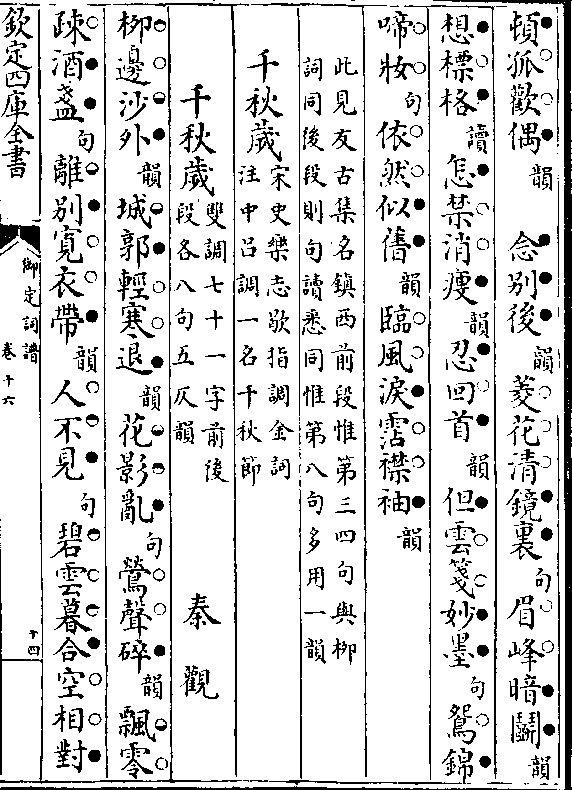 頓孤歡偶韻　念別後韻菱花清鏡裏句眉峰暗鬭韻
想標格讀怎禁消瘦韻忍回首韻但雲箋妙墨句鴛錦
啼妝句依然似舊韻臨風淚霑襟袖韻
此見友古集名鎮西前段惟第三四句與柳
詞同後段則句讀悉同惟第八句多用一韻
千秋歲宋史樂志歇指調金詞
注中吕調一名千秋節
千秋歲雙調七十一字前後
段各八句五仄韻
秦觀
柳邊沙外韻城郭輕寒退韻花影亂句鶯聲碎韻飄零
疎酒盞句離別寛衣帶韻人不見句碧雲暮合空相對
欽定四庫全書
御定詞譜
卷十六
十四